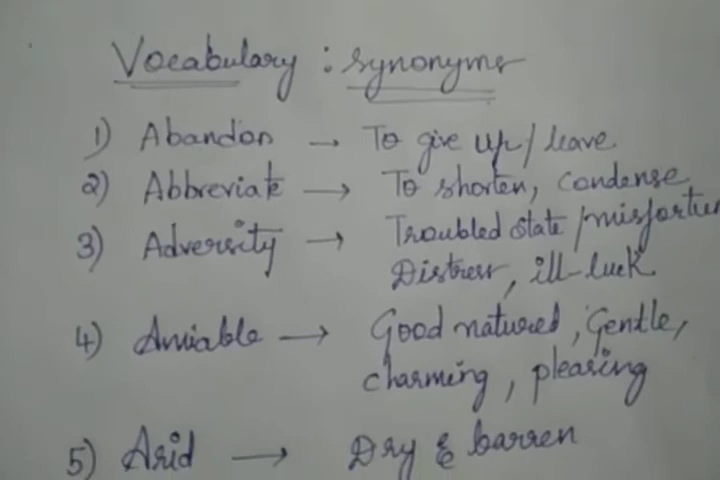 Vocabulary : Synonyms
1) Abandon → To give up / leave
2) Abbreviate → To shorten, condense
3) Adversity → Troubled state / misfortun
Distress, ill-luck
4) Amiable → Good natured, Gentle,
charming, pleasing
5) Arid → Dry & barren